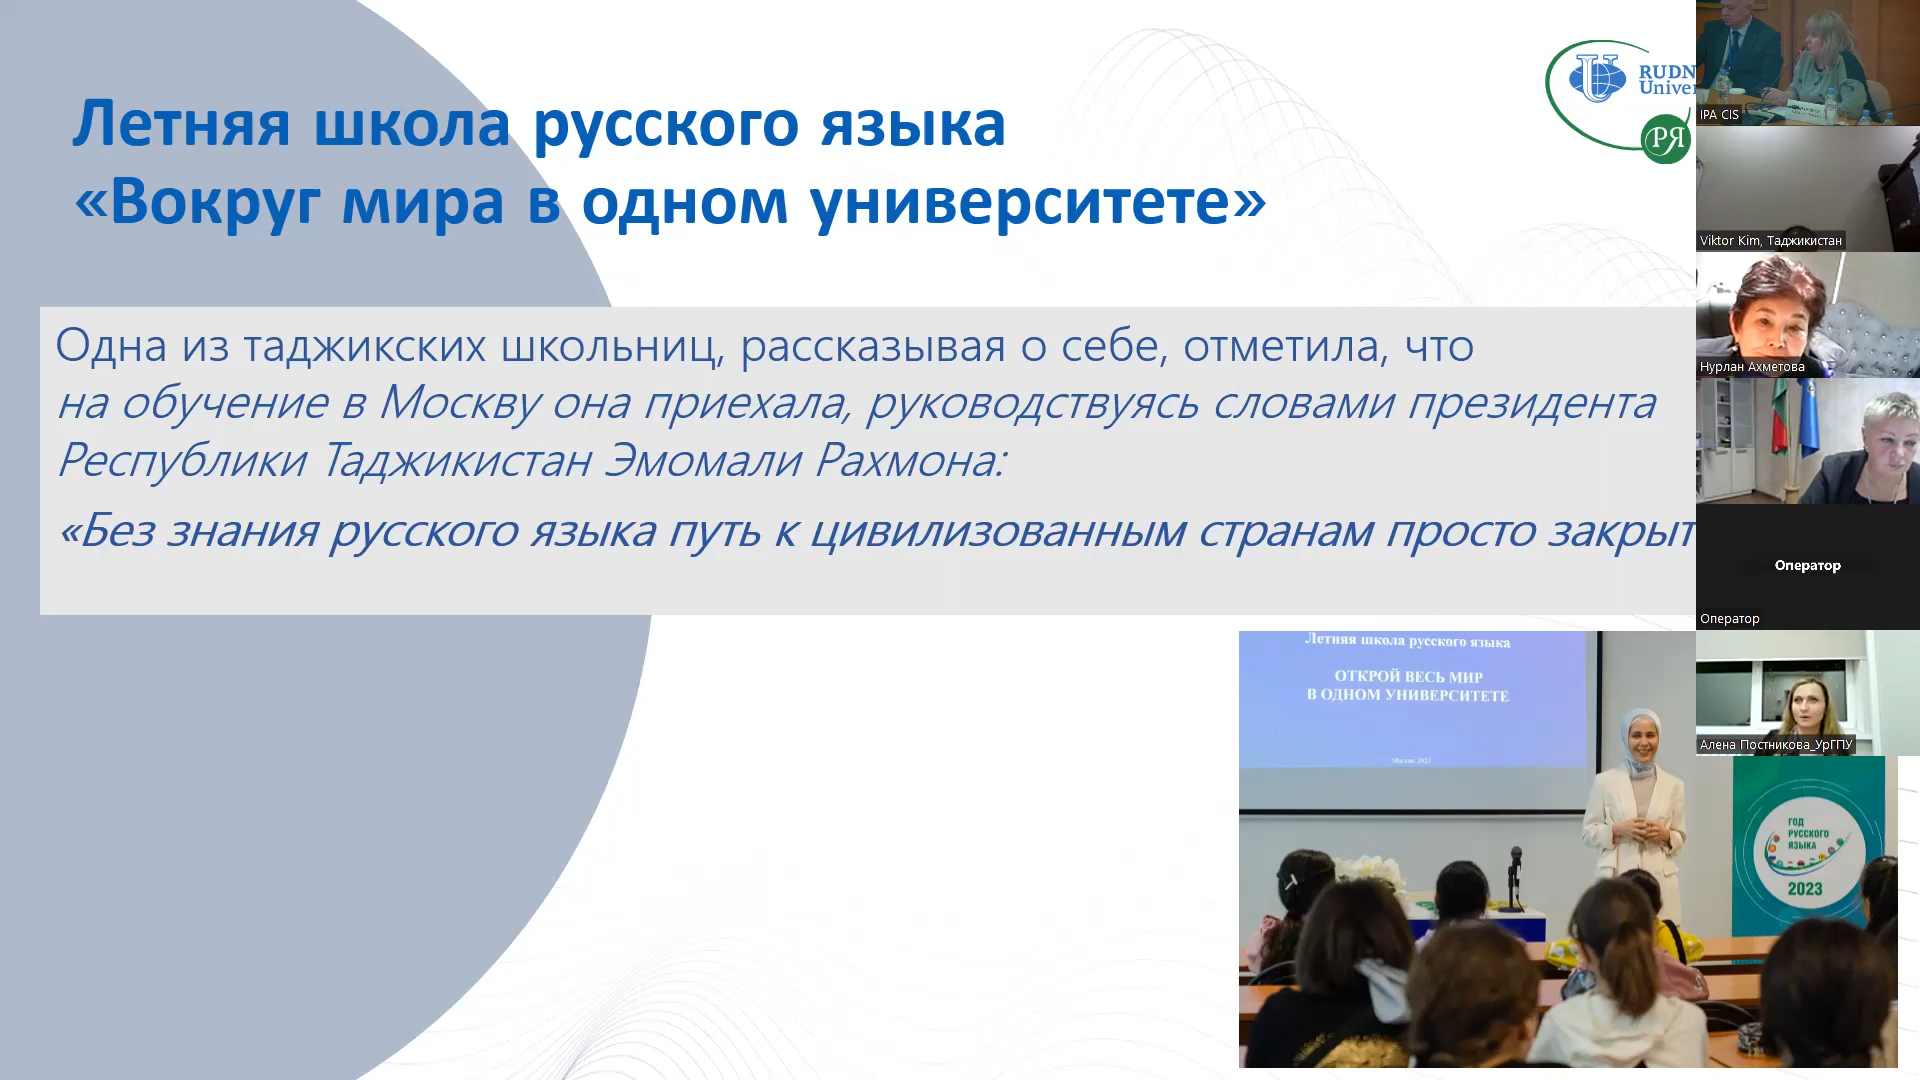 Летняя школа русского языка
«Вокруг мира в одном университете»
RUDN
Univer
РЯ
Одна из таджикских школьниц, рассказывая о себе, отметила, что
на обучение в Москву она приехала, руководствуясь словами президента
Республики Таджикистан Эмомали Рахмона:
«Без знания русского языка путь к цивилизованным странам просто закрыт
Летняя школа русского языка
ОТКРОЙ ВЕСЬ МИР
В ОДНОМ УНИВЕРСИТЕТЕ
Москва, 2023
ГОД
РУССКОГО
ЯЗЫКА
2023
IPA CIS
Viktor Kim, Таджикистан
Нурлан Ахметова
Оператор
Оператор
Алена Постникова_УрГПУ